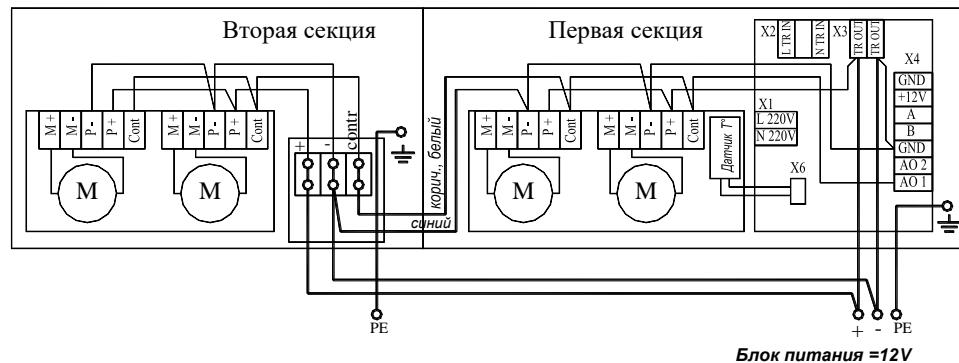 Вторая секция
Первая секция
X2
L TR IN
N TR IN
X3
TR OUT
TR OUT
X4
GND
+12V
A
B
GND
AO 2
AO 1
X1
L 220V
N 220V
M +
M -
P -
P +
Cont
M +
M -
P -
P +
Cont
+
-
contr
корич., белый
синий
M +
M -
P -
P +
Cont
M +
M -
P -
P +
Cont
Датчик T°
X6
M
M
M
M
PE
+
-
PE
Блок питания =12V